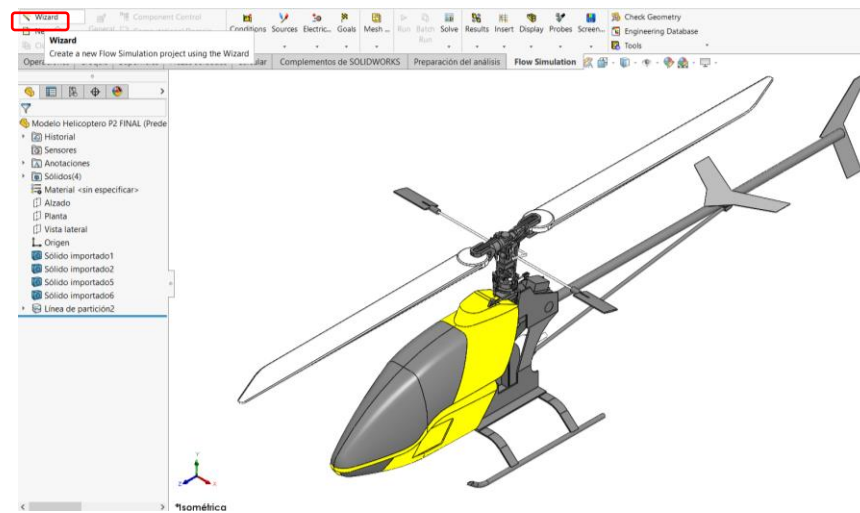 Wizard
Component Control
Conditions Sources Electric... Goals Mesh ... Run Batch Run Solve Results Insert Display Probes Screen...
Check Geometry
Engineering Database
Tools
Wizard
Create a new Flow Simulation project using the Wizard
Complementos de SOLIDWORKS Preparación del análisis Flow Simulation
Modelo Helicoptero P2 FINAL (Prede
Historial
Sensores
Anotaciones
Sólidos(4)
Material <sin especificar>
Alzado
Planta
Vista lateral
Origen
Sólido importado1
Sólido importado2
Sólido importado5
Sólido importado6
Línea de partición2
Y
Z
X
*Isométrica